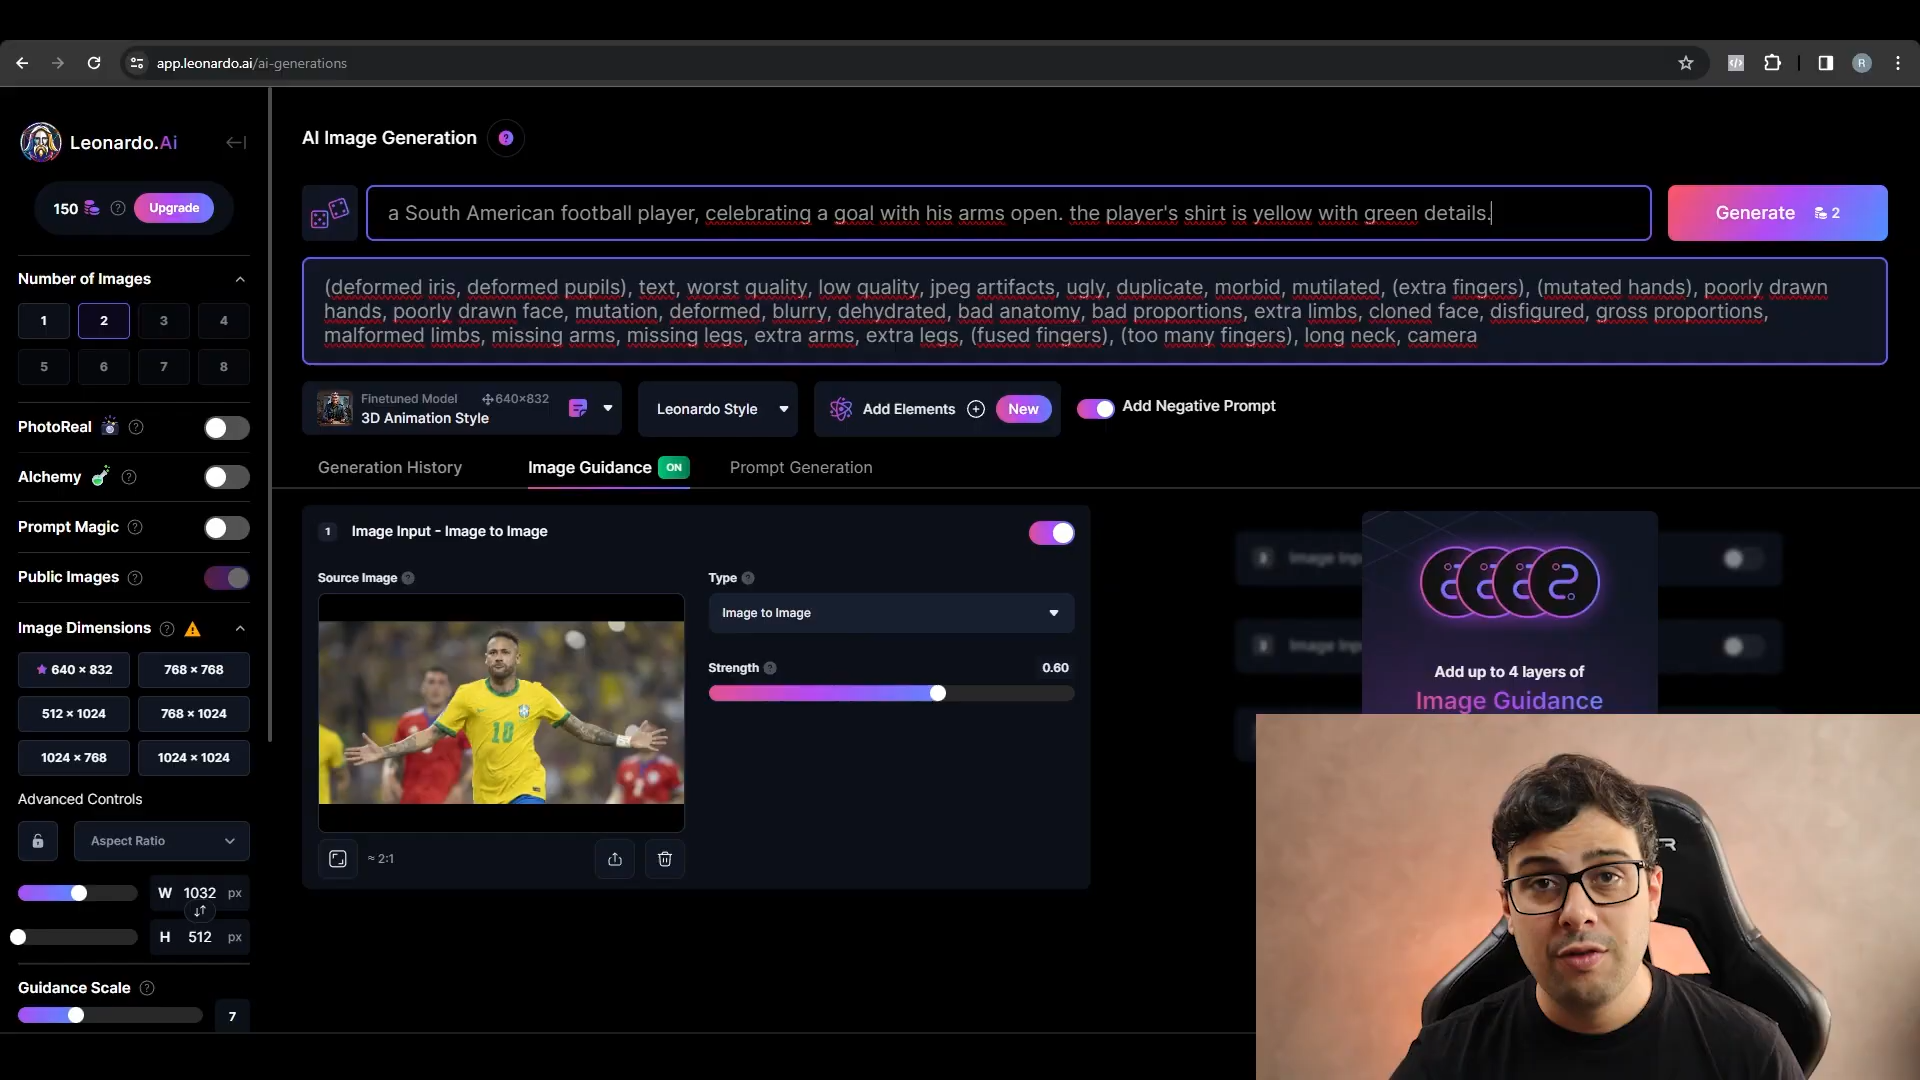 app.leonardo.ai/ai-generations
R
Leonardo.Ai
150
Upgrade
AI Image Generation
a South American football player, celebrating a goal with his arms open. the player's shirt is yellow with green details.
Generate 2
(deformed iris, deformed pupils), text, worst quality, low quality, jpeg artifacts, ugly, duplicate, morbid, mutilated, (extra fingers), (mutated hands), poorly drawn
hands, poorly drawn face, mutation, deformed, blurry, dehydrated, bad anatomy, bad proportions, extra limbs, cloned face, disfigured, gross proportions,
malformed limbs, missing arms, missing legs, extra arms, extra legs, (fused fingers), (too many fingers), long neck, camera
Number of Images
1 2 3 4
5 6 7 8
Finetuned Model 640×832
3D Animation Style
Leonardo Style
Add Elements
New
Add Negative Prompt
PhotoReal
Alchemy
Prompt Magic
Public Images
Image Dimensions
640 × 832 768 × 768
512 × 1024 768 × 1024
1024 × 768 1024 × 1024
Advanced Controls
Aspect Ratio
W 1032 px
H 512 px
Guidance Scale
7
Generation History
Image Guidance ON
Prompt Generation
1 Image Input - Image to Image
Source Image
10
≈ 2:1
Type
Image to Image
Strength 0.60
Image
Image
Add up to 4 layers of
Image Guidance